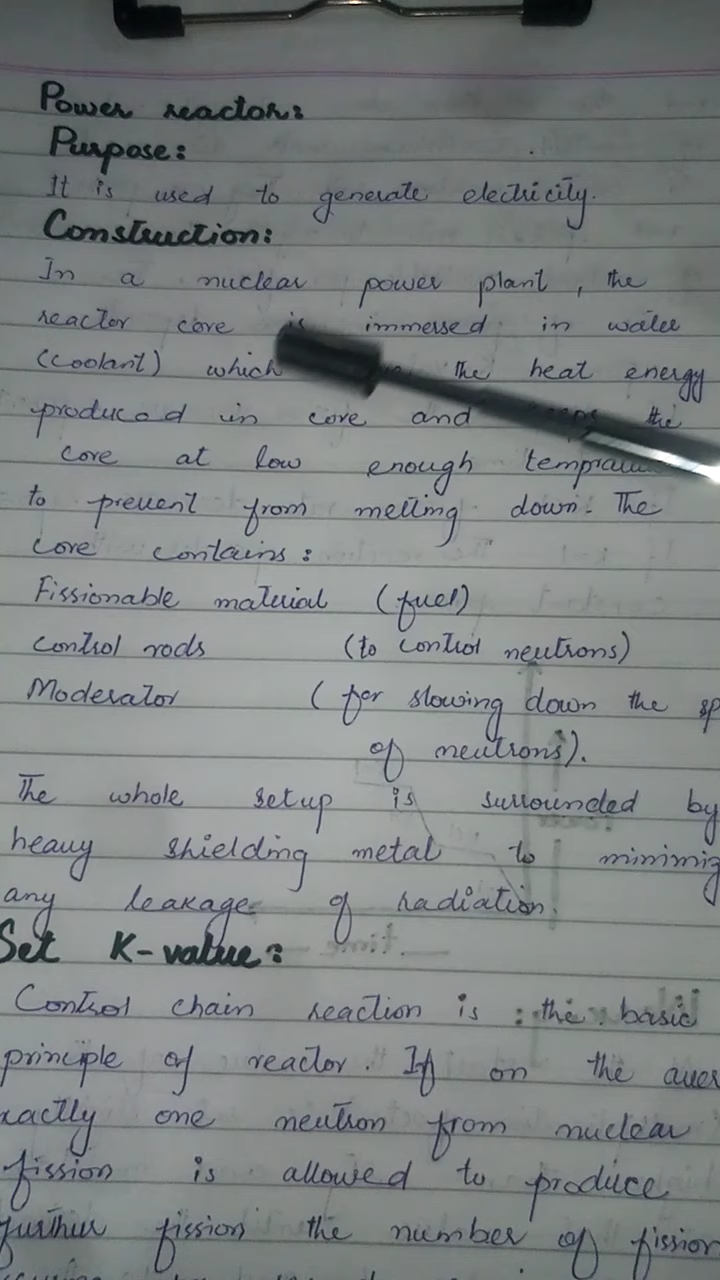 Power reactor:
Purpose:
It is used to generate electricity.
Construction:
In a nuclear power plant, the
reactor core is immersed in water
(coolant) which the heat energy
produced in core and the
core at low enough
to prevent from melting down. The
core contains:
Fissionable material (fuel)
Control rods (to control neutrons)
Moderator (for slowing down the sp
of neutrons).
The whole setup is surrounded by
heavy shielding metal to minimiz
any leakage of radiation.
Set K-value:
Control chain reaction is : the basic
principle of reactor. If on the aver
xactly one neutron from nuclear
fission is allowed to produce
further fission the number of fission